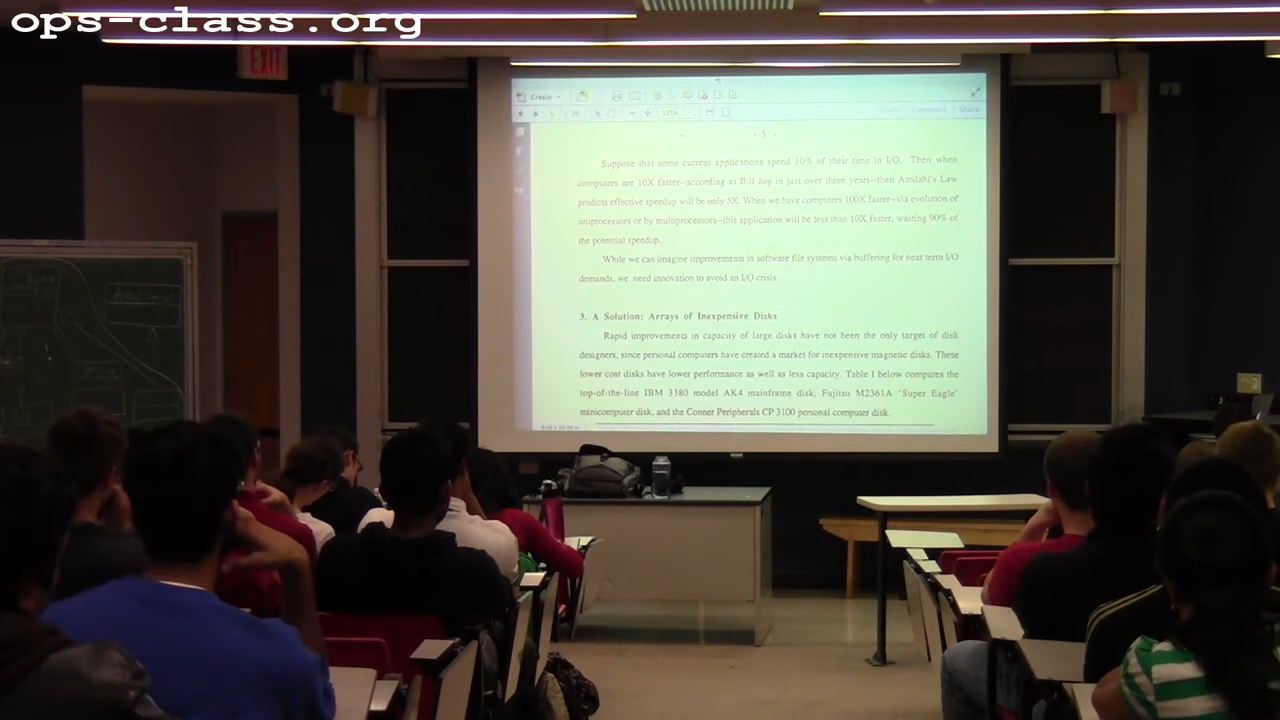 ops-class.org
EXIT
Create
Comment Share
- 3 -
Suppose that some current applications spend 10% of their time in I/O. Then when
computers are 10X faster--according to Bill Joy in just over three years--then Amdahl's Law
predicts effective speedup will be only 5X. When we have computers 100X faster--via evolution of
uniprocessors or by multiprocessors--this application will be less than 10X faster, wasting 90% of
the potential speedup.
While we can imagine improvements in software file systems via buffering for near term I/O
demands, we need innovation to avoid an I/O crisis.
3. A Solution: Arrays of Inexpensive Disks
Rapid improvements in capacity of large disks have not been the only target of disk
designers, since personal computers have created a market for inexpensive magnetic disks. These
lower cost disks have lower performance as well as less capacity. Table I below compares the
top-of-the-line IBM 3380 model AK4 mainframe disk, Fujitsu M2361A "Super Eagle"
minicomputer disk, and the Conner Peripherals CP 3100 personal computer disk.